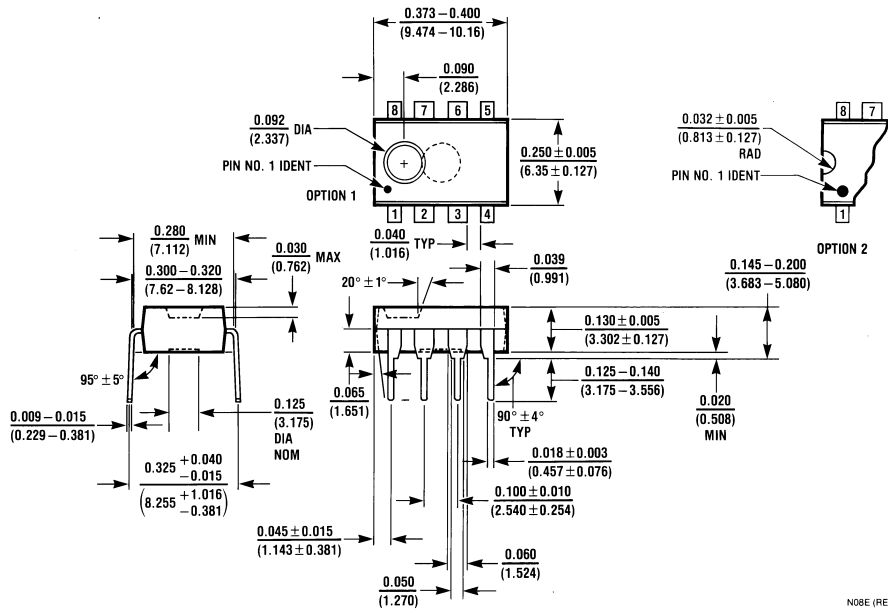 0.373 – 0.400
(9.474 – 10.16)
0.090
(2.286)
8 7 6 5
0.092
(2.337)
DIA
PIN NO. 1 IDENT
OPTION 1
+
1 2 3 4
0.250 ± 0.005
(6.35 ± 0.127)
0.032 ± 0.005
(0.813 ± 0.127)
RAD
PIN NO. 1 IDENT
8 7
1
OPTION 2
0.280
(7.112)
MIN
0.300 – 0.320
(7.62 – 8.128)
0.030
(0.762)
MAX
0.040
(1.016)
TYP
20° ± 1°
0.039
(0.991)
0.145 – 0.200
(3.683 – 5.080)
0.130 ± 0.005
(3.302 ± 0.127)
95° ± 5°
0.009 – 0.015
(0.229 – 0.381)
0.125
(3.175)
DIA
NOM
0.065
(1.651)
90° ± 4°
TYP
0.125 – 0.140
(3.175 – 3.556)
0.020
(0.508)
MIN
0.325 +0.040
–0.015
(8.255 +1.016
–0.381)
0.018 ± 0.003
(0.457 ± 0.076)
0.100 ± 0.010
(2.540 ± 0.254)
0.045 ± 0.015
(1.143 ± 0.381)
0.060
(1.524)
0.050
(1.270)
N08E (RE